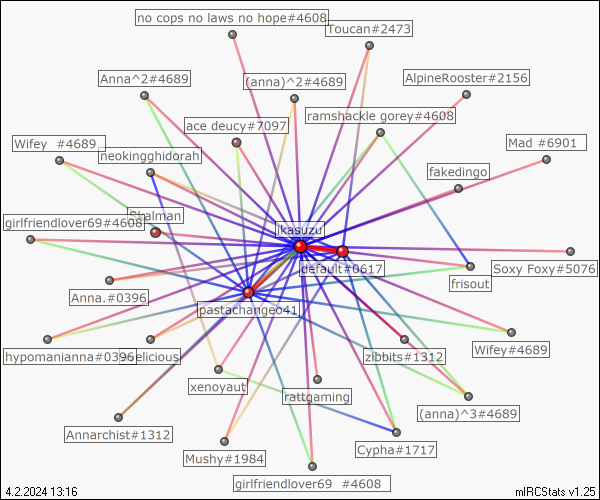 no cops no laws no hope#4608
Toucan#2473
Anna^2#4689
(anna)^2#4689
AlpineRooster#2156
ace deucy#7097
ramshackle gorey#4608
Wifey #4689
neokingghidorah
Mad #6901
fakedingo
girlfriendlover69#4608
ikasuzu
default#0617
Soxy Foxy#5076
frisout
Anna.#0396
pastachangeo41
hypomanianna#0396
zibbits#1312
Wifey#4689
xenoyaut
rattgaming
(anna)^3#4689
Annarchist#1312
Mushy#1984
Cypha#1717
girlfriendlover69 #4608
4.2.2024 13:16
mIRCStats v1.25